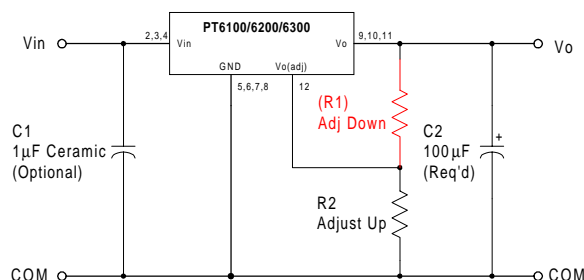 PT6100/6200/6300
Vin
2,3,4
Vin
Vo
9,10,11
Vo
GND
Vo(adj)
5,6,7,8
12
(R1)
Adj Down
C1
1µF Ceramic
(Optional)
C2
100µF
(Req'd)
+
R2
Adjust Up
COM
COM